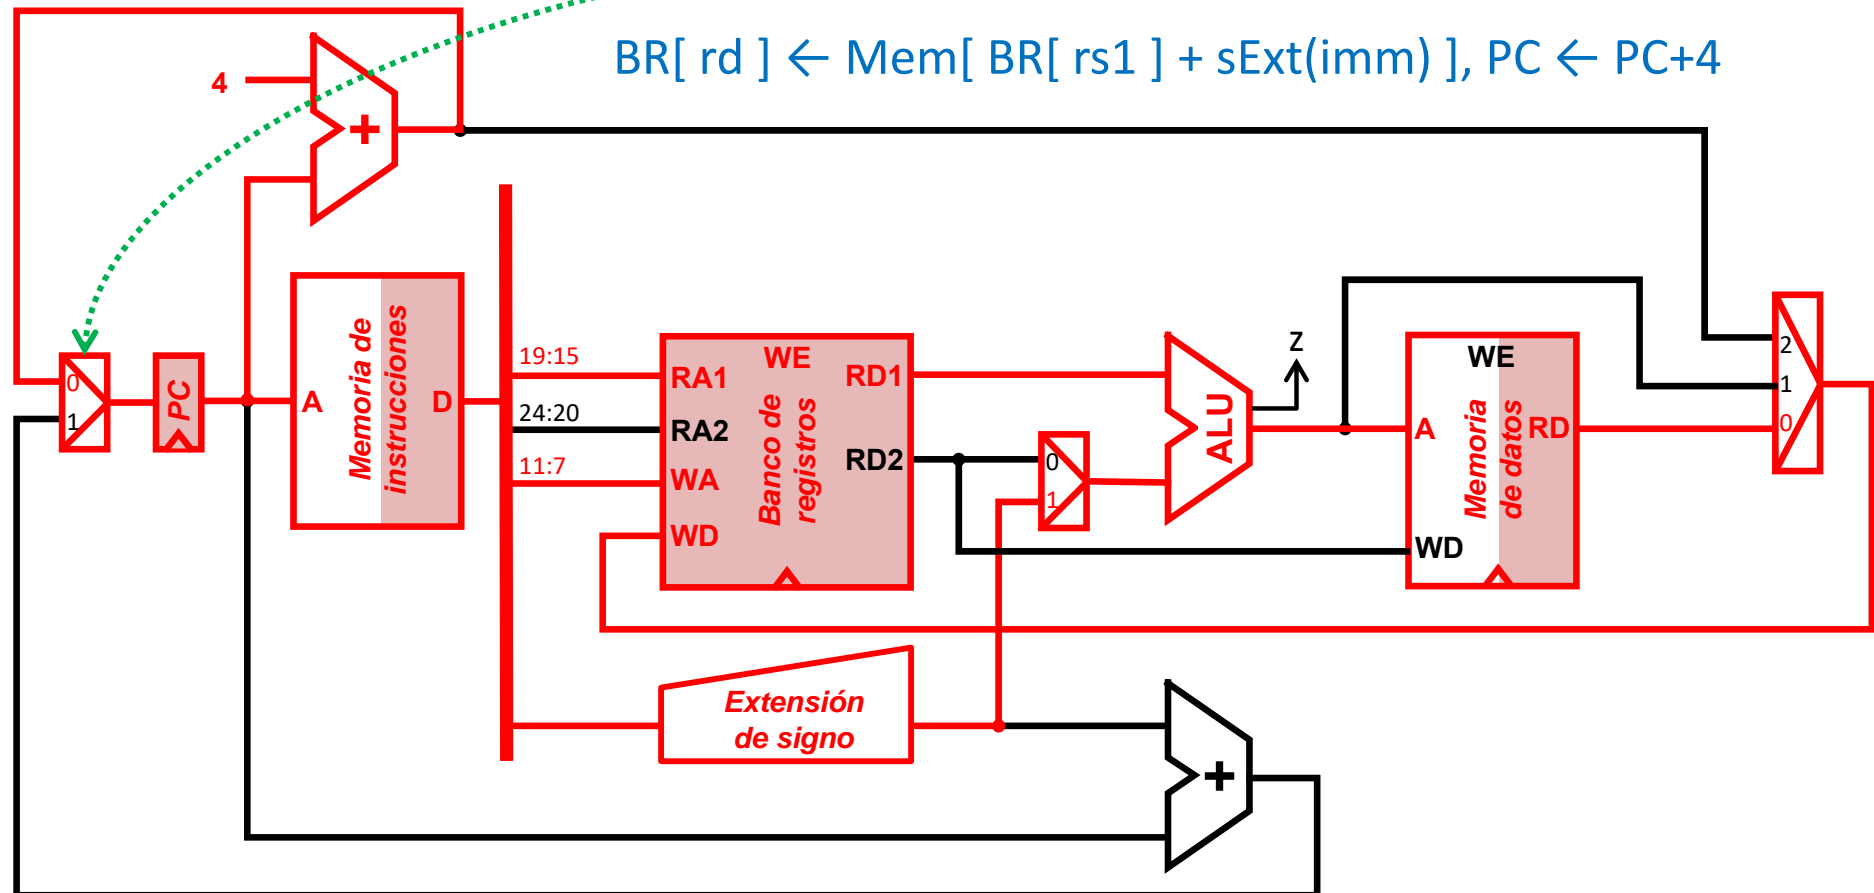 BR[ rd ] ← Mem[ BR[ rs1 ] + sExt(imm) ], PC ← PC+4
4
+
0
1
PC
A
Memoria de
instrucciones
D
19:15
24:20
11:7
RA1
RA2
WA
WD
WE
Banco de
registros
RD1
RD2
0
1
ALU
Z
WE
A
Memoria
de datos
RD
WD
2
1
0
Extensión
de signo
+